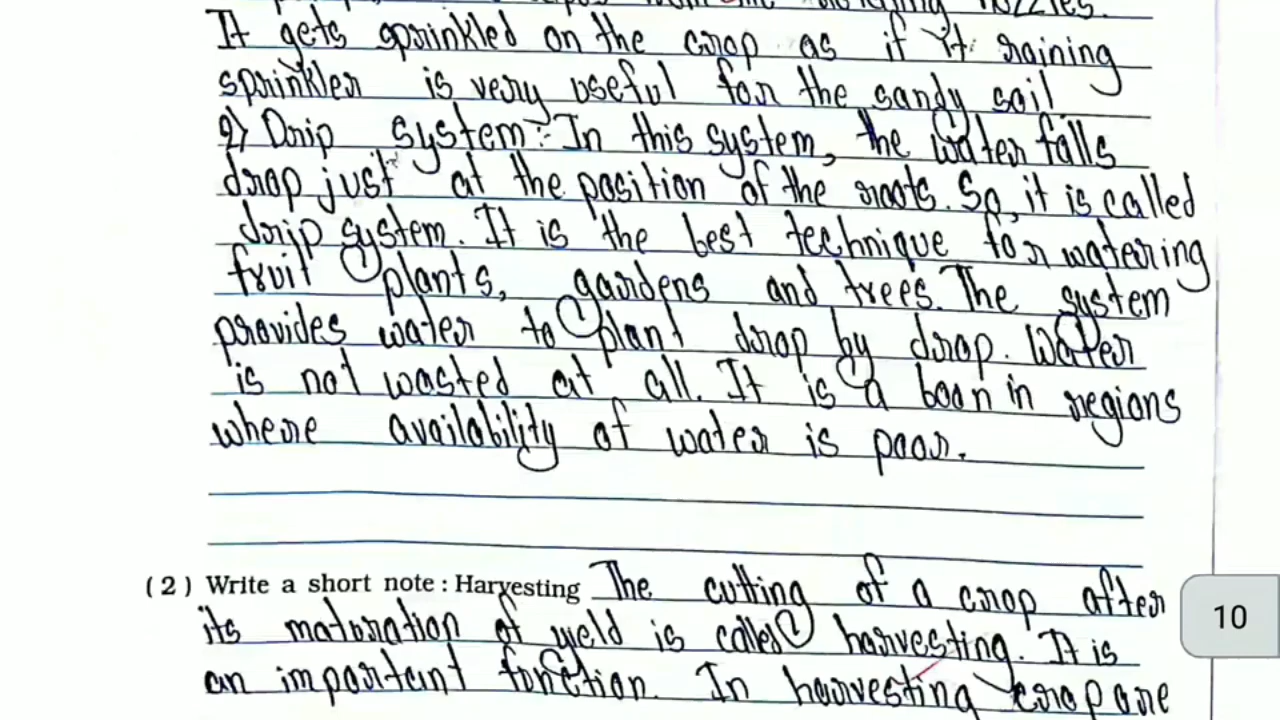 nozzles.
It gets sprinkled on the crop as if it raining
sprinkler is very useful for the sandy soil
2) Drip system :- In this system, the water falls
drop just at the position of the roots. So, it is called
drip system. It is the best technique for watering
fruit plants, gardens and trees. The system
provides water to plant drop by drop. Water
is not wasted at all. It is a boon in regions
where availability of water is poor.
( 2 ) Write a short note : Harvesting The cutting of a crop after
its maturation of yield is called harvesting. It is
an important function. In harvesting crop are
10